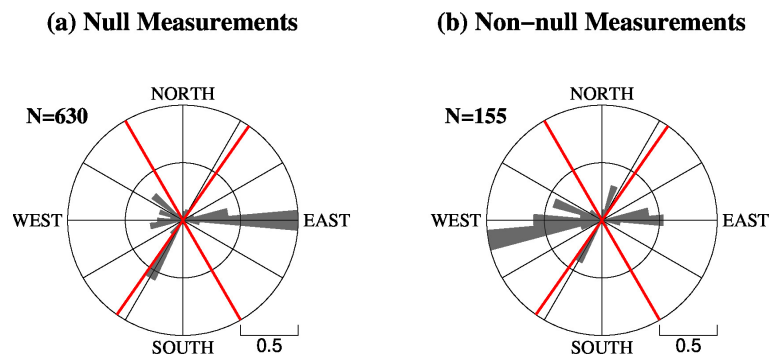 (a) Null Measurements
(b) Non-null Measurements
N=630
NORTH
WEST
EAST
SOUTH
0.5
N=155
NORTH
WEST
EAST
SOUTH
0.5